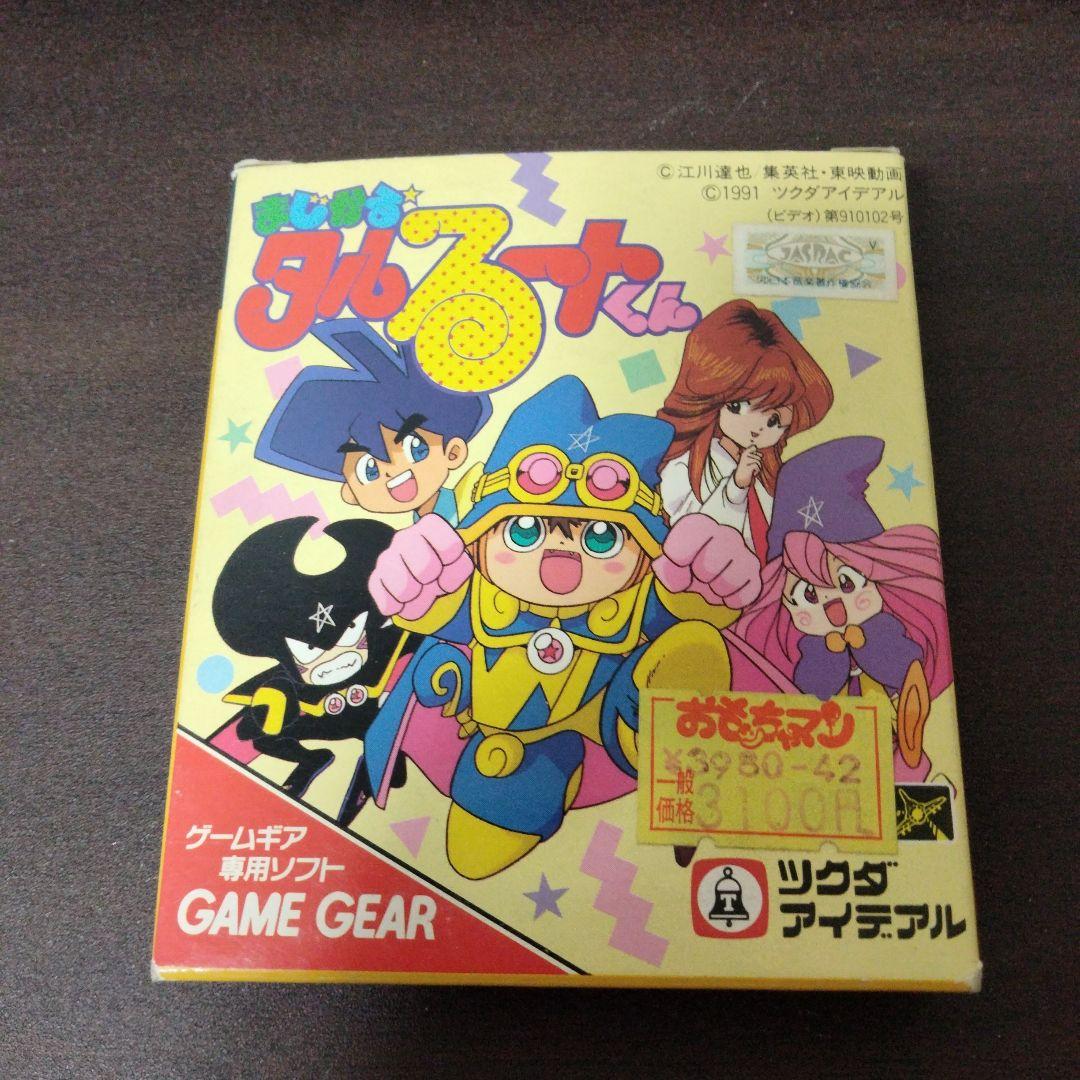 ©江川達也 集英社・東映動画
©1991 ツクダアイデアル
(ビデオ)第910102号
V
JASRAC
まじかる
タルるートくん
おもちゃマン
¥3980-42
一般
価格
3100円
ゲームギア
専用ソフト
GAME GEAR
T
ツクダ
アイデアル